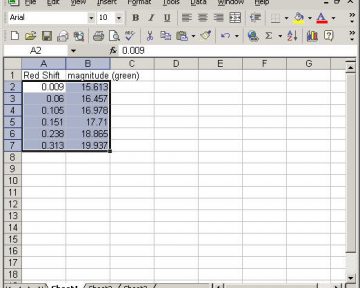 File Edit View Insert Format Tools Data Window Help
Arial 10 B I U
A2 fx 0.009
A B C D E F G
1 Red Shift magnitude (green)
2 0.009 15.613
3 0.06 16.457
4 0.105 16.978
5 0.151 17.71
6 0.238 18.865
7 0.313 19.937
8
9
10
11
12
13
14
15
16
17
18
Sheet1 Sheet2 Sheet3